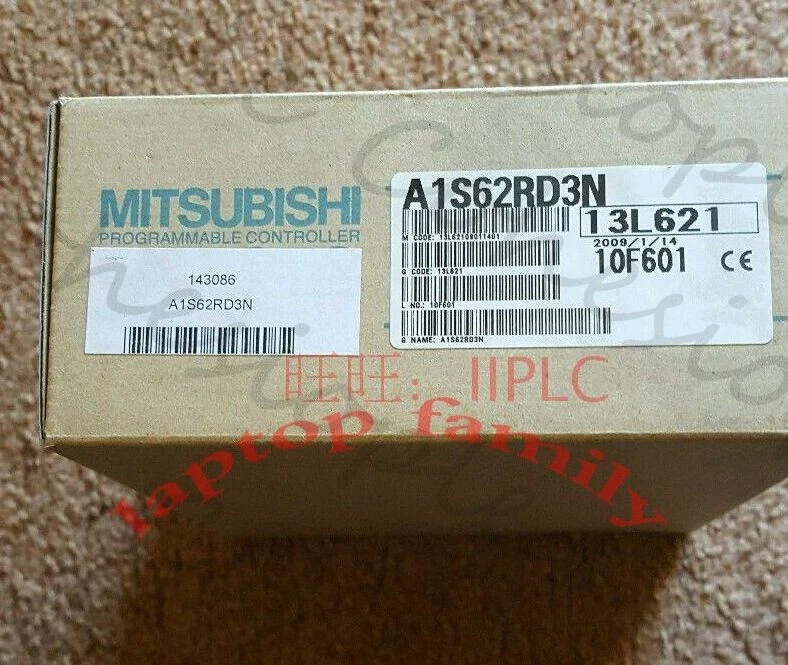 MITSUBISHI
PROGRAMMABLE CONTROLLER
143086
A1S62RD3N
A1S62RD3N
13L621
M CODE: 13L62109011401
2009/1/14
10F601
CE
G CODE: 13L621
L NO.: 10F601
G NAME: A1S62RD3N
旺旺: IIPLC
laptop family